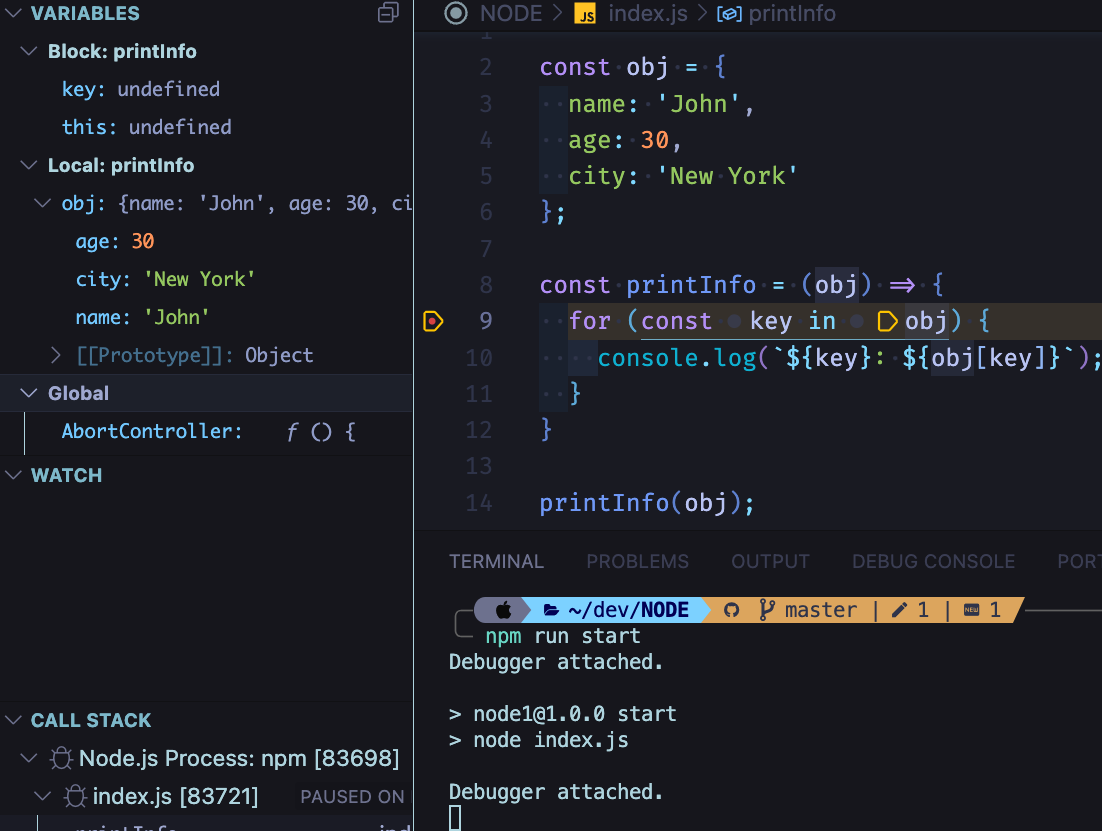 VARIABLES
Block: printInfo
key: undefined
this: undefined
Local: printInfo
obj: {name: 'John', age: 30, ci
age: 30
city: 'New York'
name: 'John'
[[Prototype]]: Object
Global
AbortController: ƒ () {
WATCH
CALL STACK
Node.js Process: npm [83698]
index.js [83721] PAUSED ON
printInfo ind
NODE > JS index.js > printInfo
1
2 const obj = {
3 name: 'John',
4 age: 30,
5 city: 'New York'
6 };
7
8 const printInfo = (obj) => {
9 for (const key in obj) {
10 console.log(`${key}: ${obj[key]}`);
11 }
12 }
13
14 printInfo(obj);
TERMINAL PROBLEMS OUTPUT DEBUG CONSOLE PORT
~/dev/NODE master | 1 | NEW 1
npm run start
Debugger attached.
> node1@1.0.0 start
> node index.js
Debugger attached.